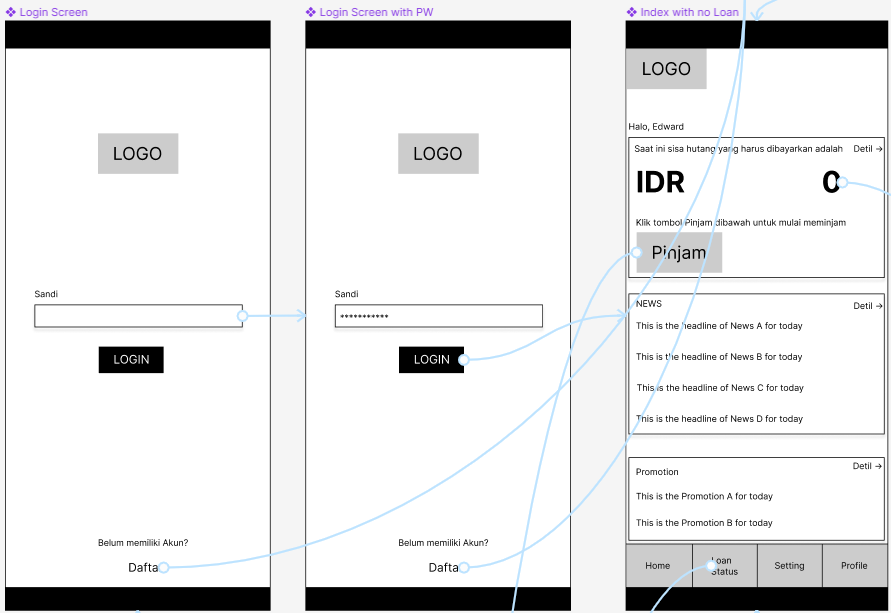 Login Screen
LOGO
Sandi
LOGIN
Belum memiliki Akun?
Dafta
Login Screen with PW
LOGO
Sandi
***********
LOGIN
Belum memiliki Akun?
Dafta
Index with no Loan
LOGO
Halo, Edward
Saat ini sisa hutang yang harus dibayarkan adalah
Detil →
IDR 0
Klik tombol Pinjam dibawah untuk mulai meminjam
Pinjam
NEWS
Detil →
This is the headline of News A for today
This is the headline of News B for today
This is the headline of News C for today
This is the headline of News D for today
Promotion
Detil →
This is the Promotion A for today
This is the Promotion B for today
Home
Loan
Status
Setting
Profile